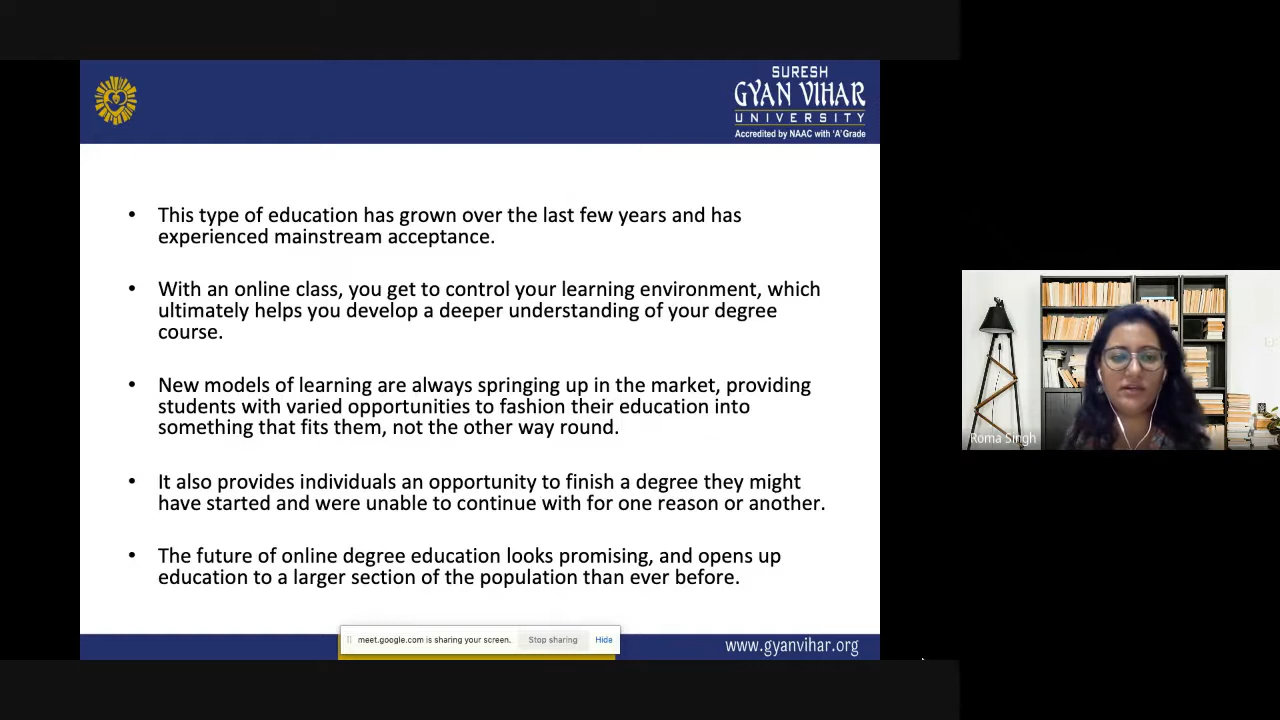 SURESH
GYAN VIHAR
UNIVERSITY
Accredited by NAAC with 'A' Grade
• This type of education has grown over the last few years and has
experienced mainstream acceptance.
• With an online class, you get to control your learning environment, which
ultimately helps you develop a deeper understanding of your degree
course.
• New models of learning are always springing up in the market, providing
students with varied opportunities to fashion their education into
something that fits them, not the other way round.
• It also provides individuals an opportunity to finish a degree they might
have started and were unable to continue with for one reason or another.
• The future of online degree education looks promising, and opens up
education to a larger section of the population than ever before.
meet.google.com is sharing your screen. Stop sharing Hide
www.gyanvihar.org
Roma Singh